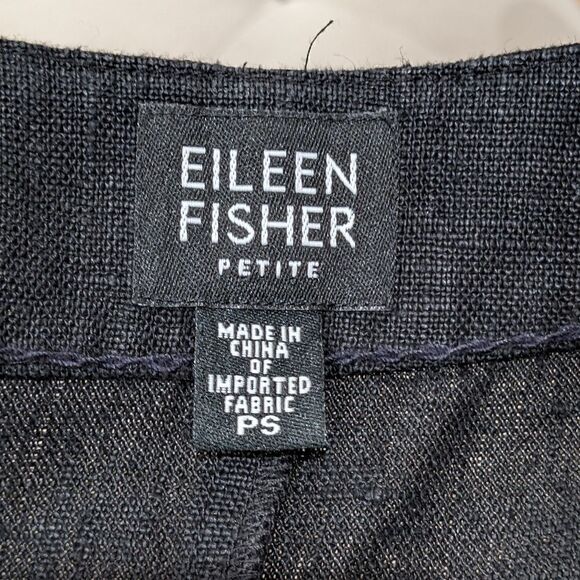 EILEEN
FISHER
PETITE
MADE IN
CHINA
OF
IMPORTED
FABRIC
PS